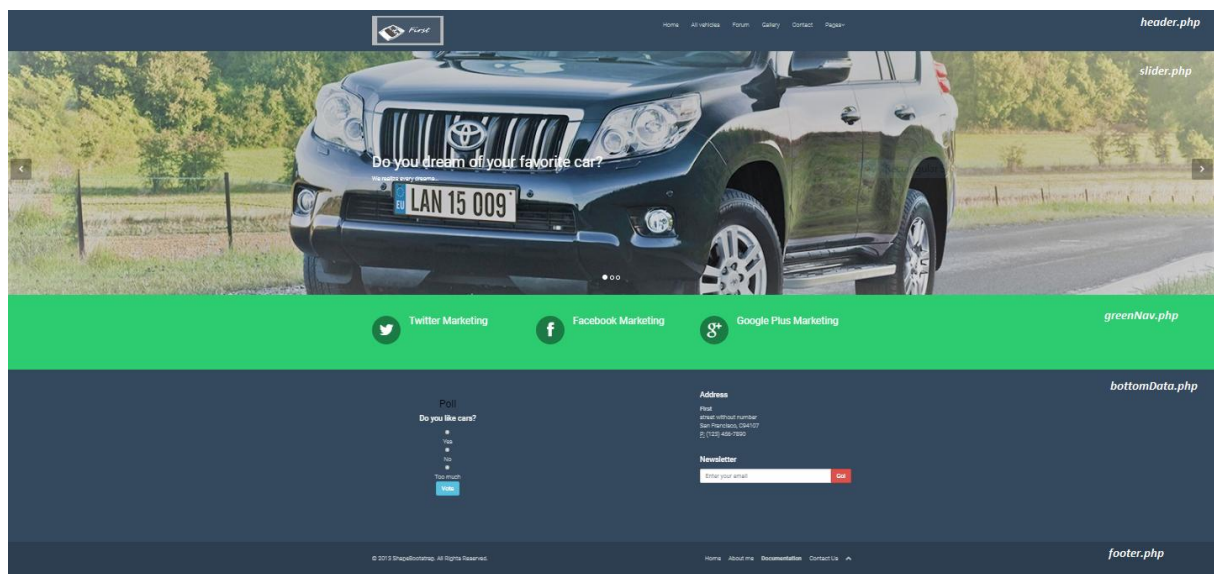 First
Home All vehicles Forum Gallery Contact Pages
header.php
slider.php
Do you dream of your favorite car?
We realize every dreams...
EU LAN 15 009
Twitter Marketing
Facebook Marketing
Google Plus Marketing
greenNav.php
bottomData.php
Poll
Do you like cars?
Yes
No
Too much
Vote
Address
First
street without number
San Francisco, C94107
P: (123) 456-7890
Newsletter
Enter your email
Go!
© 2013 ShapeBootstrap. All Rights Reserved.
Home About me Documentation Contact Us
footer.php